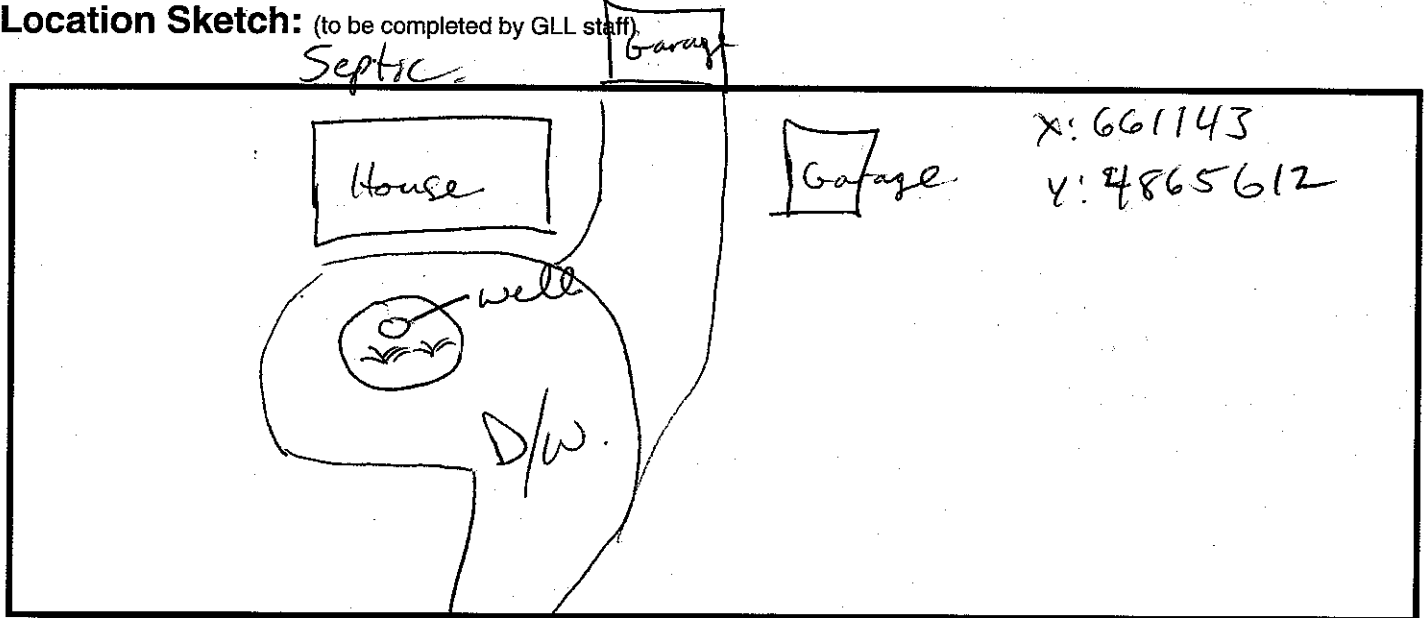 Location Sketch: (to be completed by GLL staff)
Garage
Septic
House
Garage
X: 661143
Y: 4865612
well
D/W.